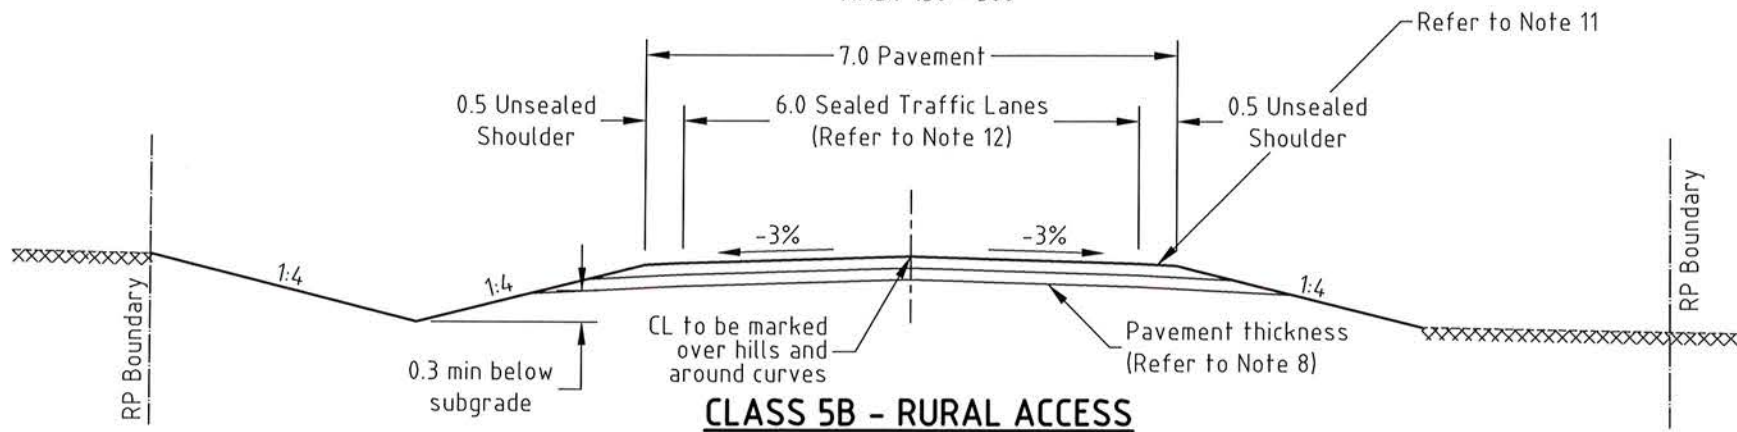 Refer to Note 11
7.0 Pavement
0.5 Unsealed
Shoulder
6.0 Sealed Traffic Lanes
(Refer to Note 12)
0.5 Unsealed
Shoulder
RP Boundary
RP Boundary
-3%
-3%
1:4
1:4
1:4
0.3 min below
subgrade
CL to be marked
over hills and
around curves
Pavement thickness
(Refer to Note 8)
CLASS 5B - RURAL ACCESS